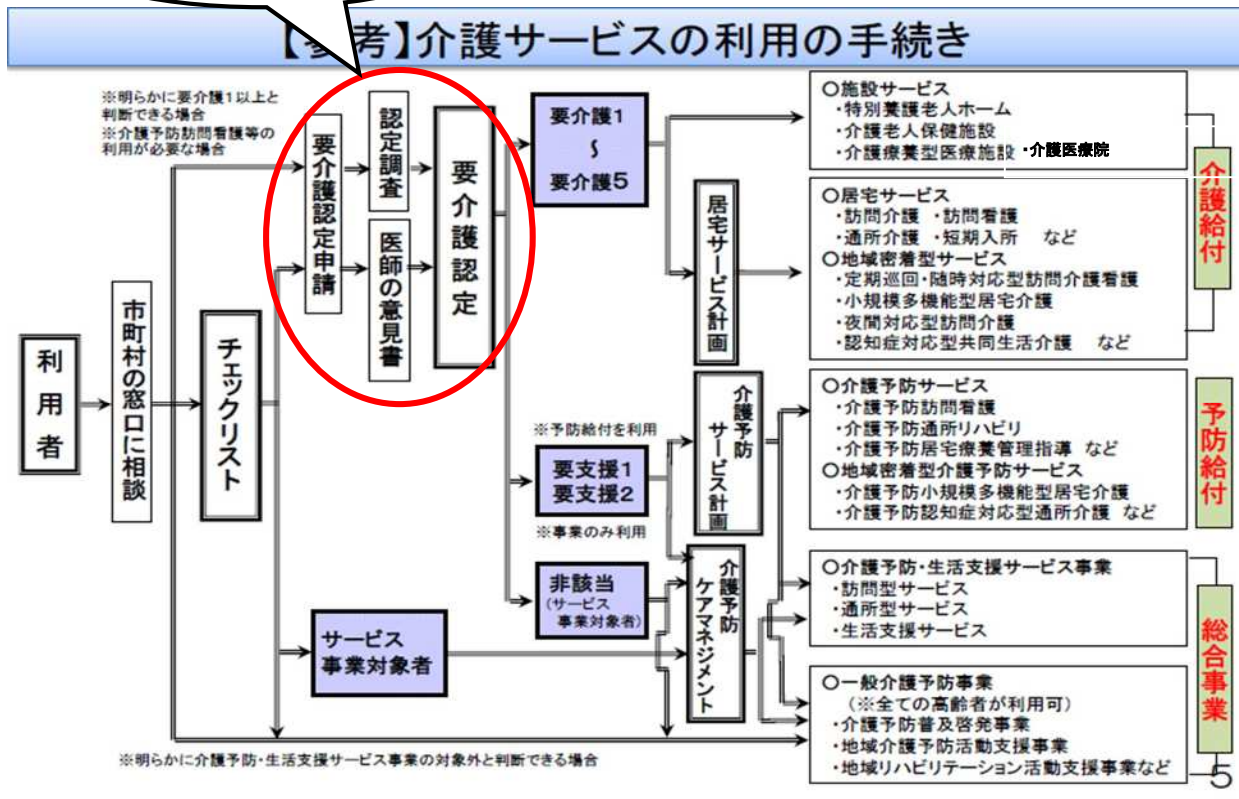 【参考】介護サービスの利用の手続き
※明らかに要介護1以上と
判断できる場合
※介護予防訪問看護等の
利用が必要な場合
利用者
市町村の窓口に相談
チェックリスト
要介護認定申請
認定調査
医師の意見書
要介護認定
要介護1
〜
要介護5
居宅サービス計画
※予防給付を利用
要支援1
要支援2
※事業のみ利用
非該当
(サービス
事業対象者)
サービス
事業対象者
介護予防
サービス計画
介護予防
ケアマネジメント
○施設サービス
・特別養護老人ホーム
・介護老人保健施設
・介護療養型医療施設 ・介護医療院
○居宅サービス
・訪問介護 ・訪問看護
・通所介護 ・短期入所 など
○地域密着型サービス
・定期巡回・随時対応型訪問介護看護
・小規模多機能型居宅介護
・夜間対応型訪問介護
・認知症対応型共同生活介護 など
介護給付
○介護予防サービス
・介護予防訪問看護
・介護予防通所リハビリ
・介護予防居宅療養管理指導 など
○地域密着型介護予防サービス
・介護予防小規模多機能型居宅介護
・介護予防認知症対応型通所介護 など
予防給付
○介護予防・生活支援サービス事業
・訪問型サービス
・通所型サービス
・生活支援サービス
○一般介護予防事業
(※全ての高齢者が利用可)
・介護予防普及啓発事業
・地域介護予防活動支援事業
・地域リハビリテーション活動支援事業など
総合事業
※明らかに介護予防・生活支援サービス事業の対象外と判断できる場合
5